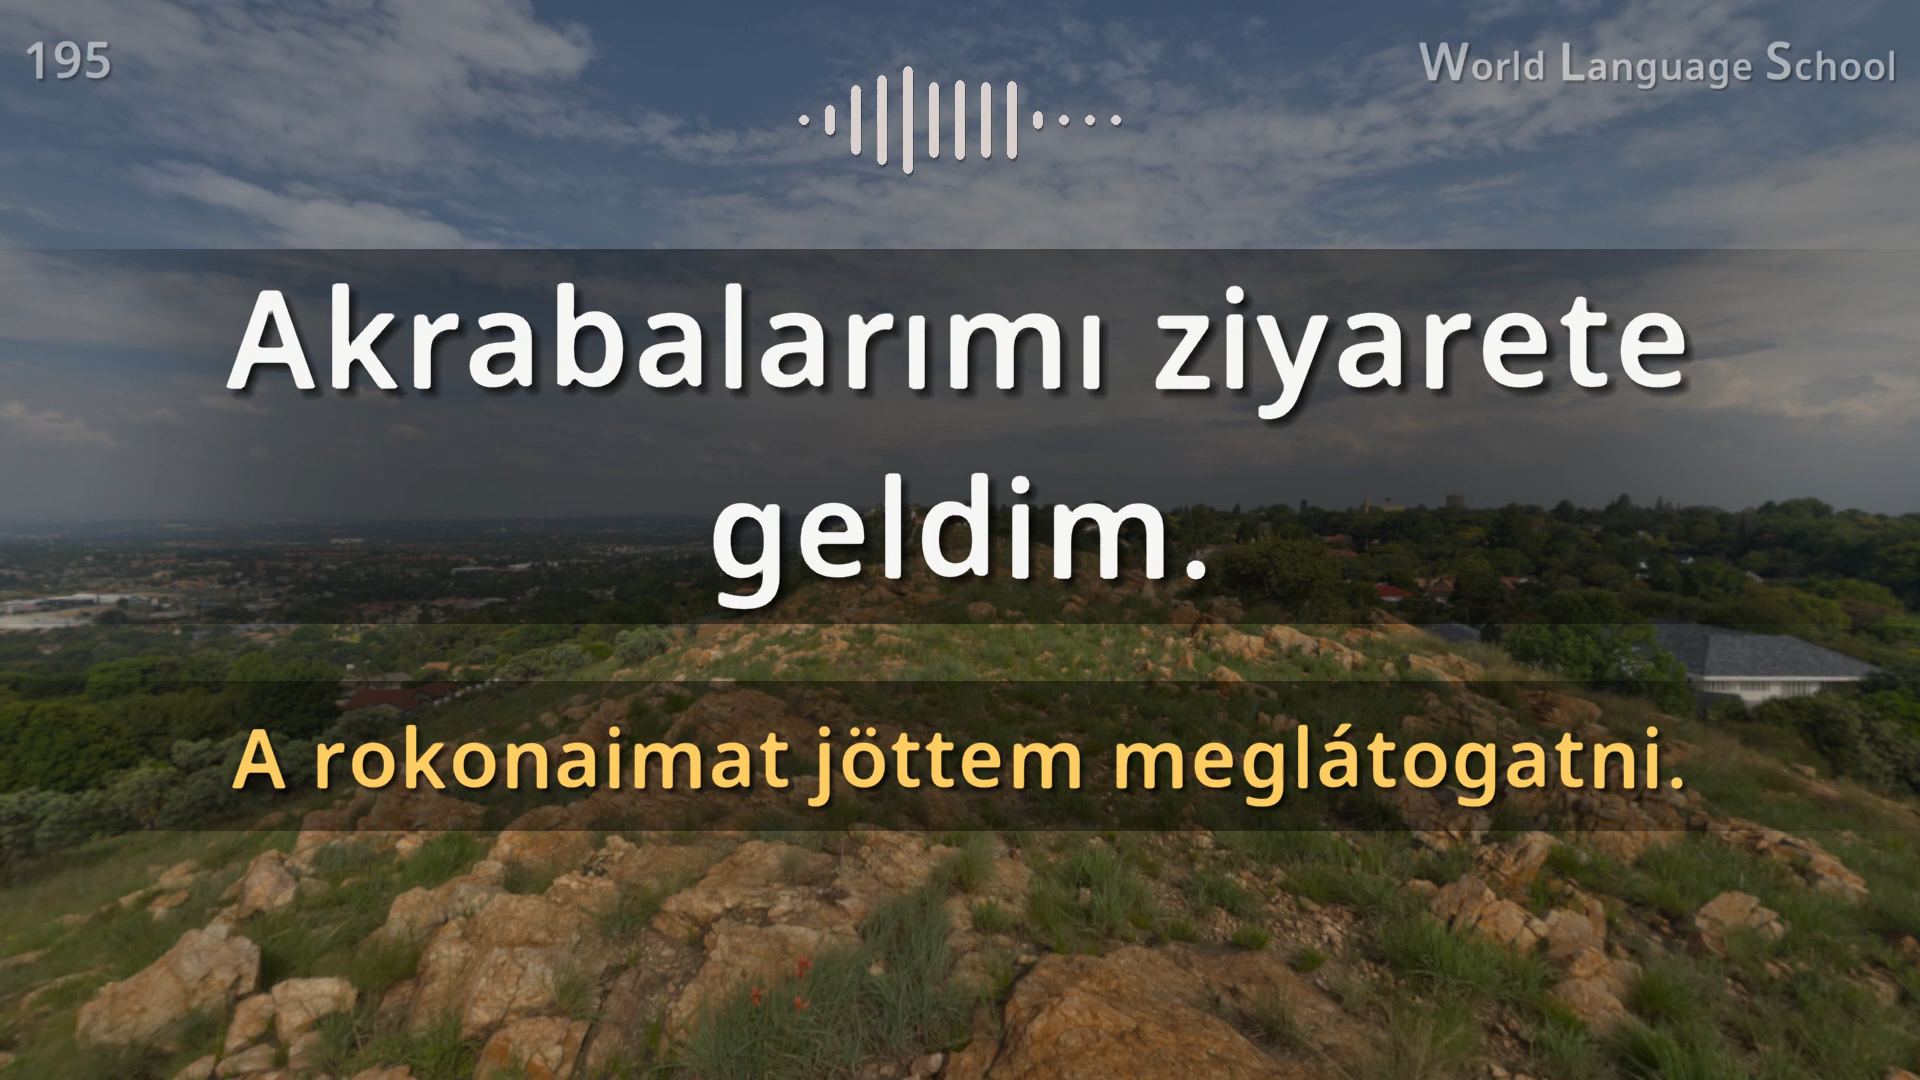 195
World Language School
Akrabalarımı ziyarete
geldim.
A rokonaimat jöttem meglátogatni.